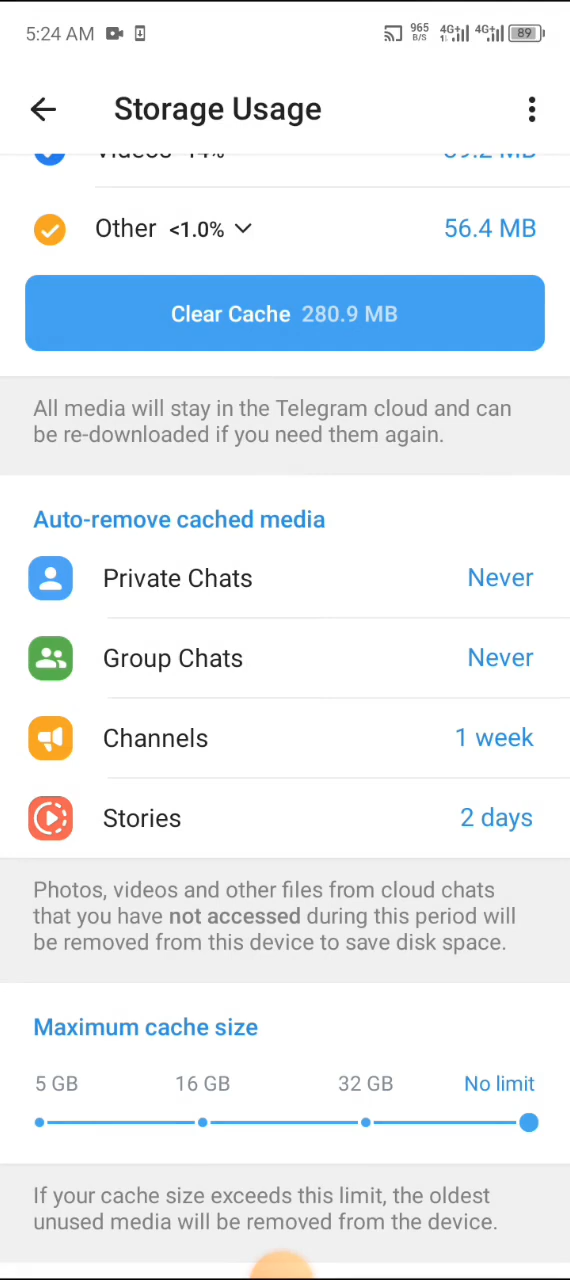 5:24 AM 965 B/S 4G+ 4G+ 89
Storage Usage
Other <1.0% 56.4 MB
Clear Cache 280.9 MB
All media will stay in the Telegram cloud and can
be re-downloaded if you need them again.
Auto-remove cached media
Private Chats Never
Group Chats Never
Channels 1 week
Stories 2 days
Photos, videos and other files from cloud chats
that you have not accessed during this period will
be removed from this device to save disk space.
Maximum cache size
5 GB 16 GB 32 GB No limit
If your cache size exceeds this limit, the oldest
unused media will be removed from the device.